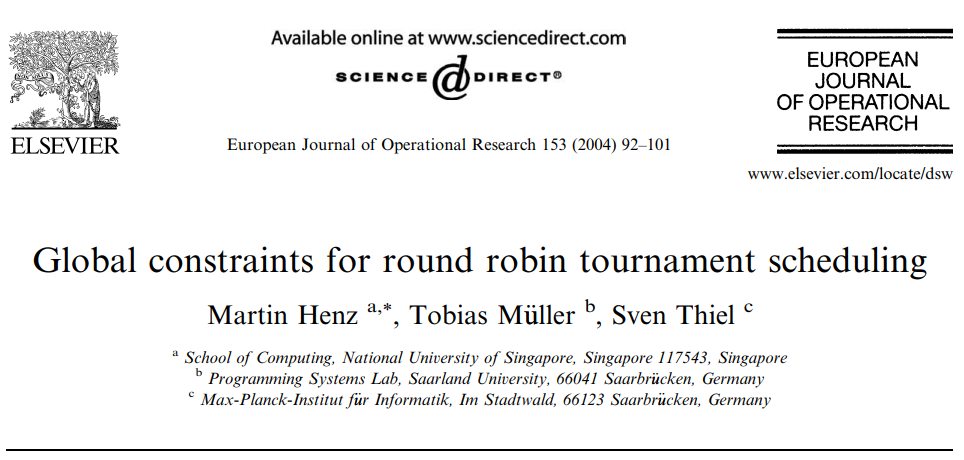 Available online at www.sciencedirect.com
SCIENCE DIRECT®
ELSEVIER
European Journal of Operational Research 153 (2004) 92–101
EUROPEAN
JOURNAL
OF OPERATIONAL
RESEARCH
www.elsevier.com/locate/dsw
Global constraints for round robin tournament scheduling
Martin Henz a,*, Tobias Müller b, Sven Thiel c
a School of Computing, National University of Singapore, Singapore 117543, Singapore
b Programming Systems Lab, Saarland University, 66041 Saarbrücken, Germany
c Max-Planck-Institut für Informatik, Im Stadtwald, 66123 Saarbrücken, Germany